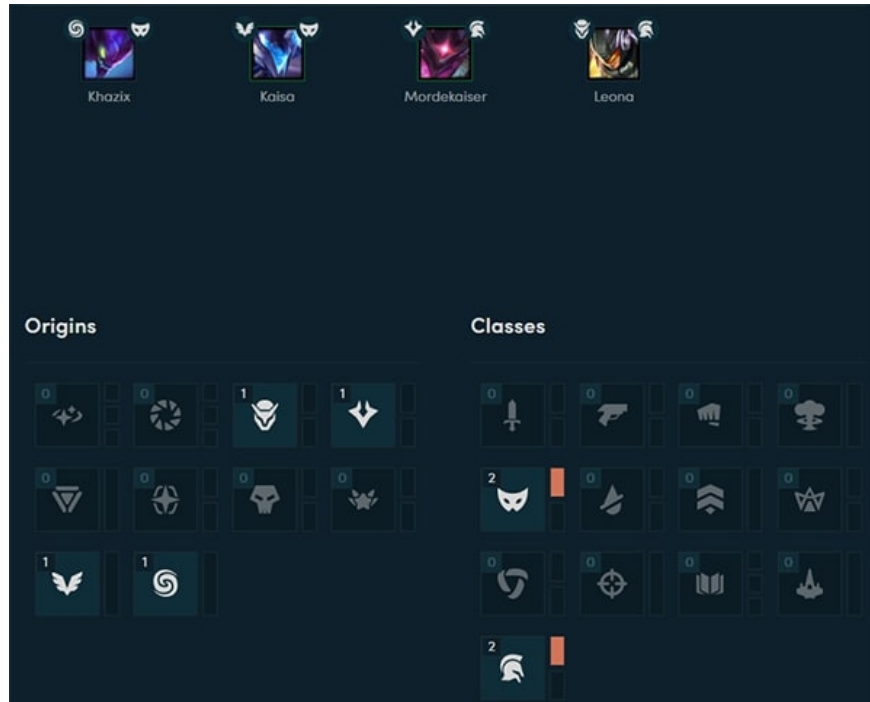 Khazix Kaisa Mordekaiser Leona
Origins Classes
0 0 1 1 0 0 0 0
0 0 0 0 2 0 0 0
1 1 0 0 0 0
2